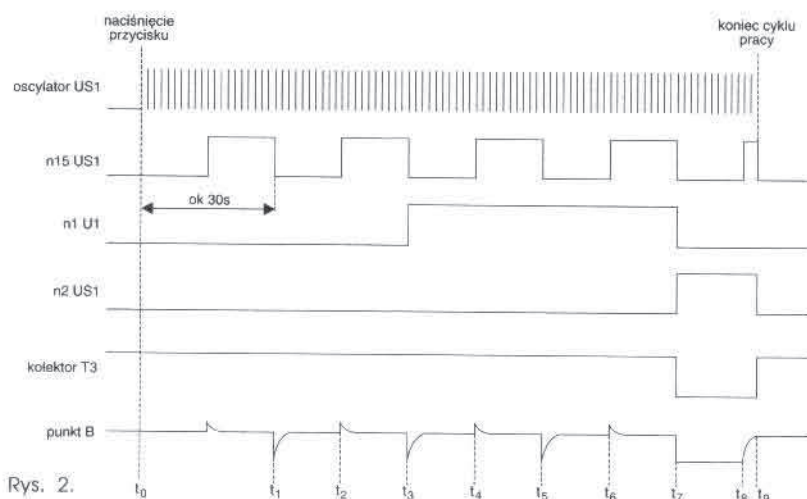 naciśnięcie
przycisku
koniec cyklu
pracy
oscylator US1
n15 US1
ok 30s
n1 U1
n2 US1
kolektor T3
punkt B
Rys. 2.
t0 t1 t2 t3 t4 t5 t6 t7 t8 t9